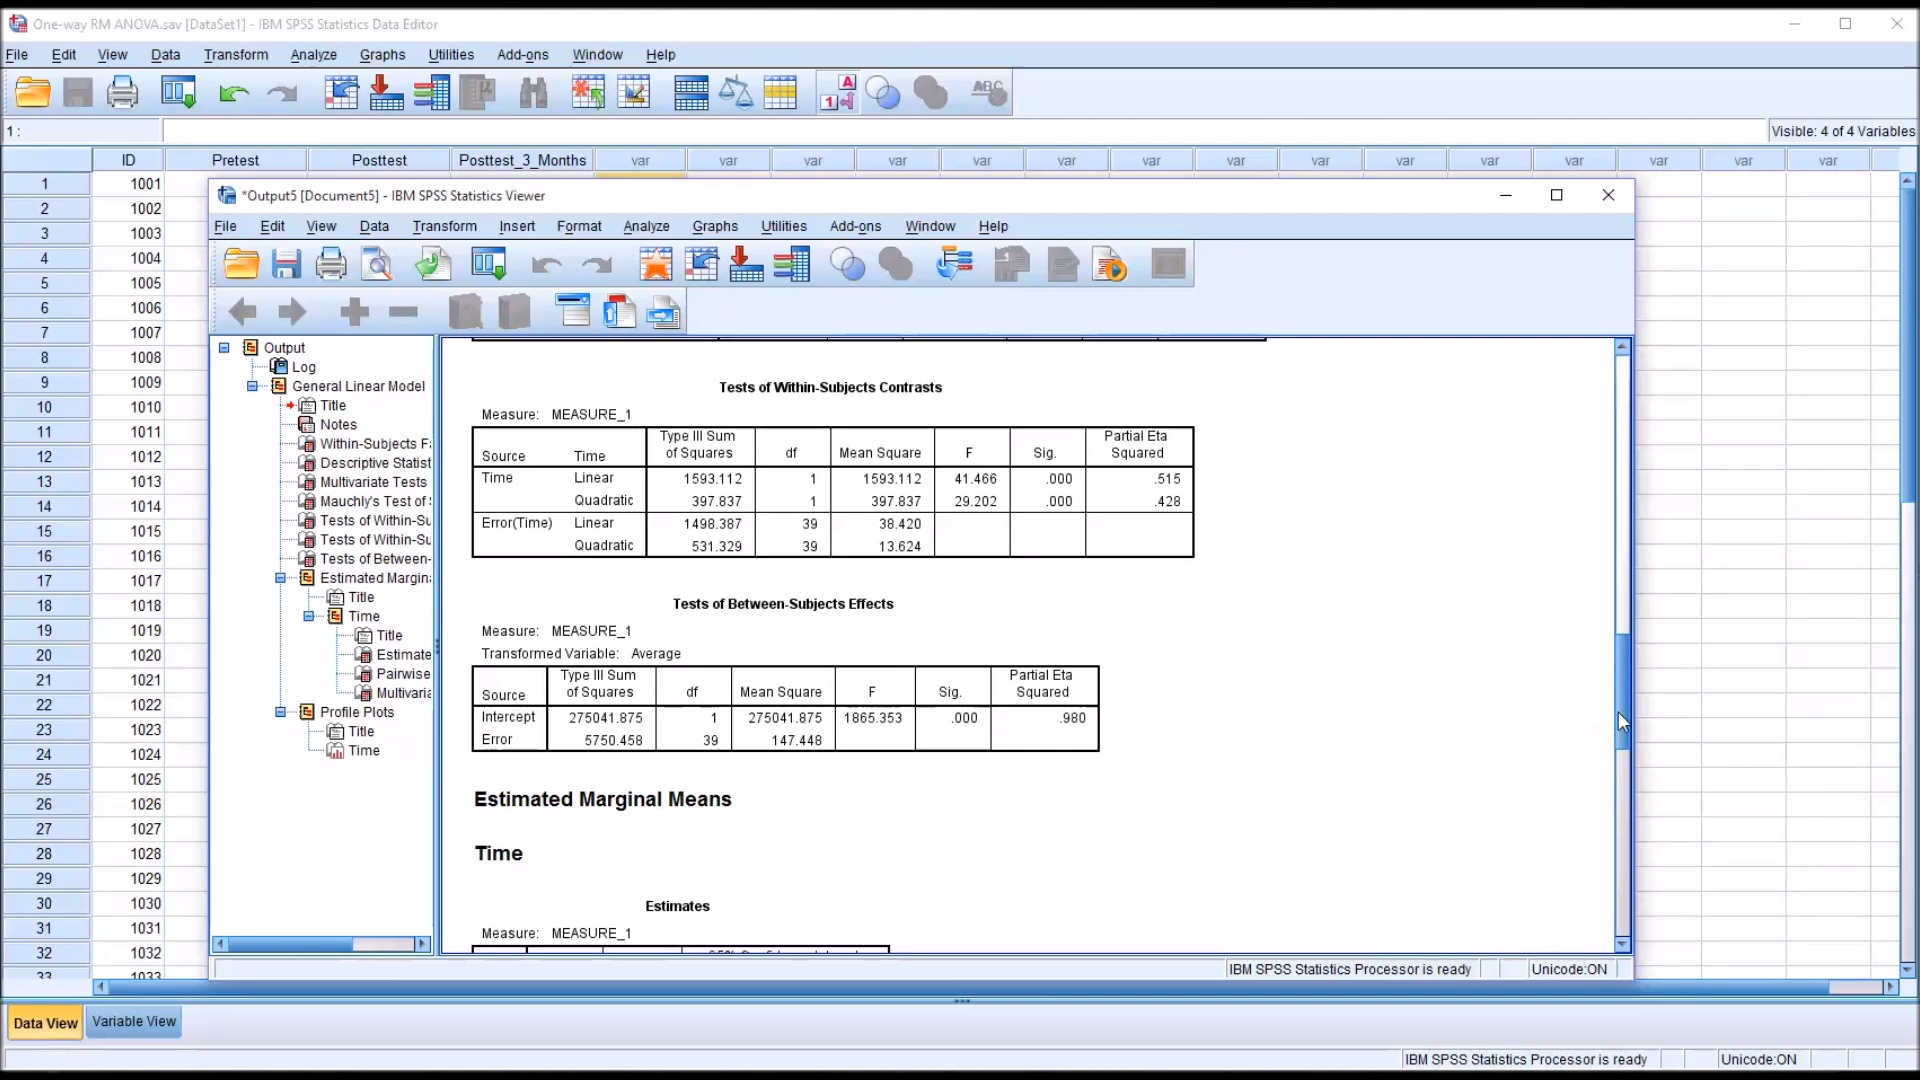 One-way RM ANOVA.sav [DataSet1] - IBM SPSS Statistics Data Editor
File Edit View Data Transform Analyze Graphs Utilities Add-ons Window Help
1 :
Visible: 4 of 4 Variables
ID Pretest Posttest Posttest_3_Months var var var var var var var var var var var var var var var
1 1001
2 1002
3 1003
4 1004
5 1005
6 1006
7 1007
8 1008
9 1009
10 1010
11 1011
12 1012
13 1013
14 1014
15 1015
16 1016
17 1017
18 1018
19 1019
20 1020
21 1021
22 1022
23 1023
24 1024
25 1025
26 1026
27 1027
28 1028
29 1029
30 1030
31 1031
32 1032
33 1033
*Output5 [Document5] - IBM SPSS Statistics Viewer
File Edit View Data Transform Insert Format Analyze Graphs Utilities Add-ons Window Help
Output
Log
General Linear Model
Title
Notes
Within-Subjects F
Descriptive Statist
Multivariate Tests
Mauchly's Test of
Tests of Within-Su
Tests of Within-Su
Tests of Between-
Estimated Margin
Title
Time
Title
Estimate
Pairwise
Multivaria
Profile Plots
Title
Time
Tests of Within-Subjects Contrasts
Measure: MEASURE_1
Source Time Type III Sum of Squares df Mean Square F Sig. Partial Eta Squared
Time Linear 1593.112 1 1593.112 41.466 .000 .515
Quadratic 397.837 1 397.837 29.202 .000 .428
Error(Time) Linear 1498.387 39 38.420
Quadratic 531.329 39 13.624
Tests of Between-Subjects Effects
Measure: MEASURE_1
Transformed Variable: Average
Source Type III Sum of Squares df Mean Square F Sig. Partial Eta Squared
Intercept 275041.875 1 275041.875 1865.353 .000 .980
Error 5750.458 39 147.448
Estimated Marginal Means
Time
Estimates
Measure: MEASURE_1
IBM SPSS Statistics Processor is ready Unicode:ON
Data View Variable View
IBM SPSS Statistics Processor is ready Unicode:ON